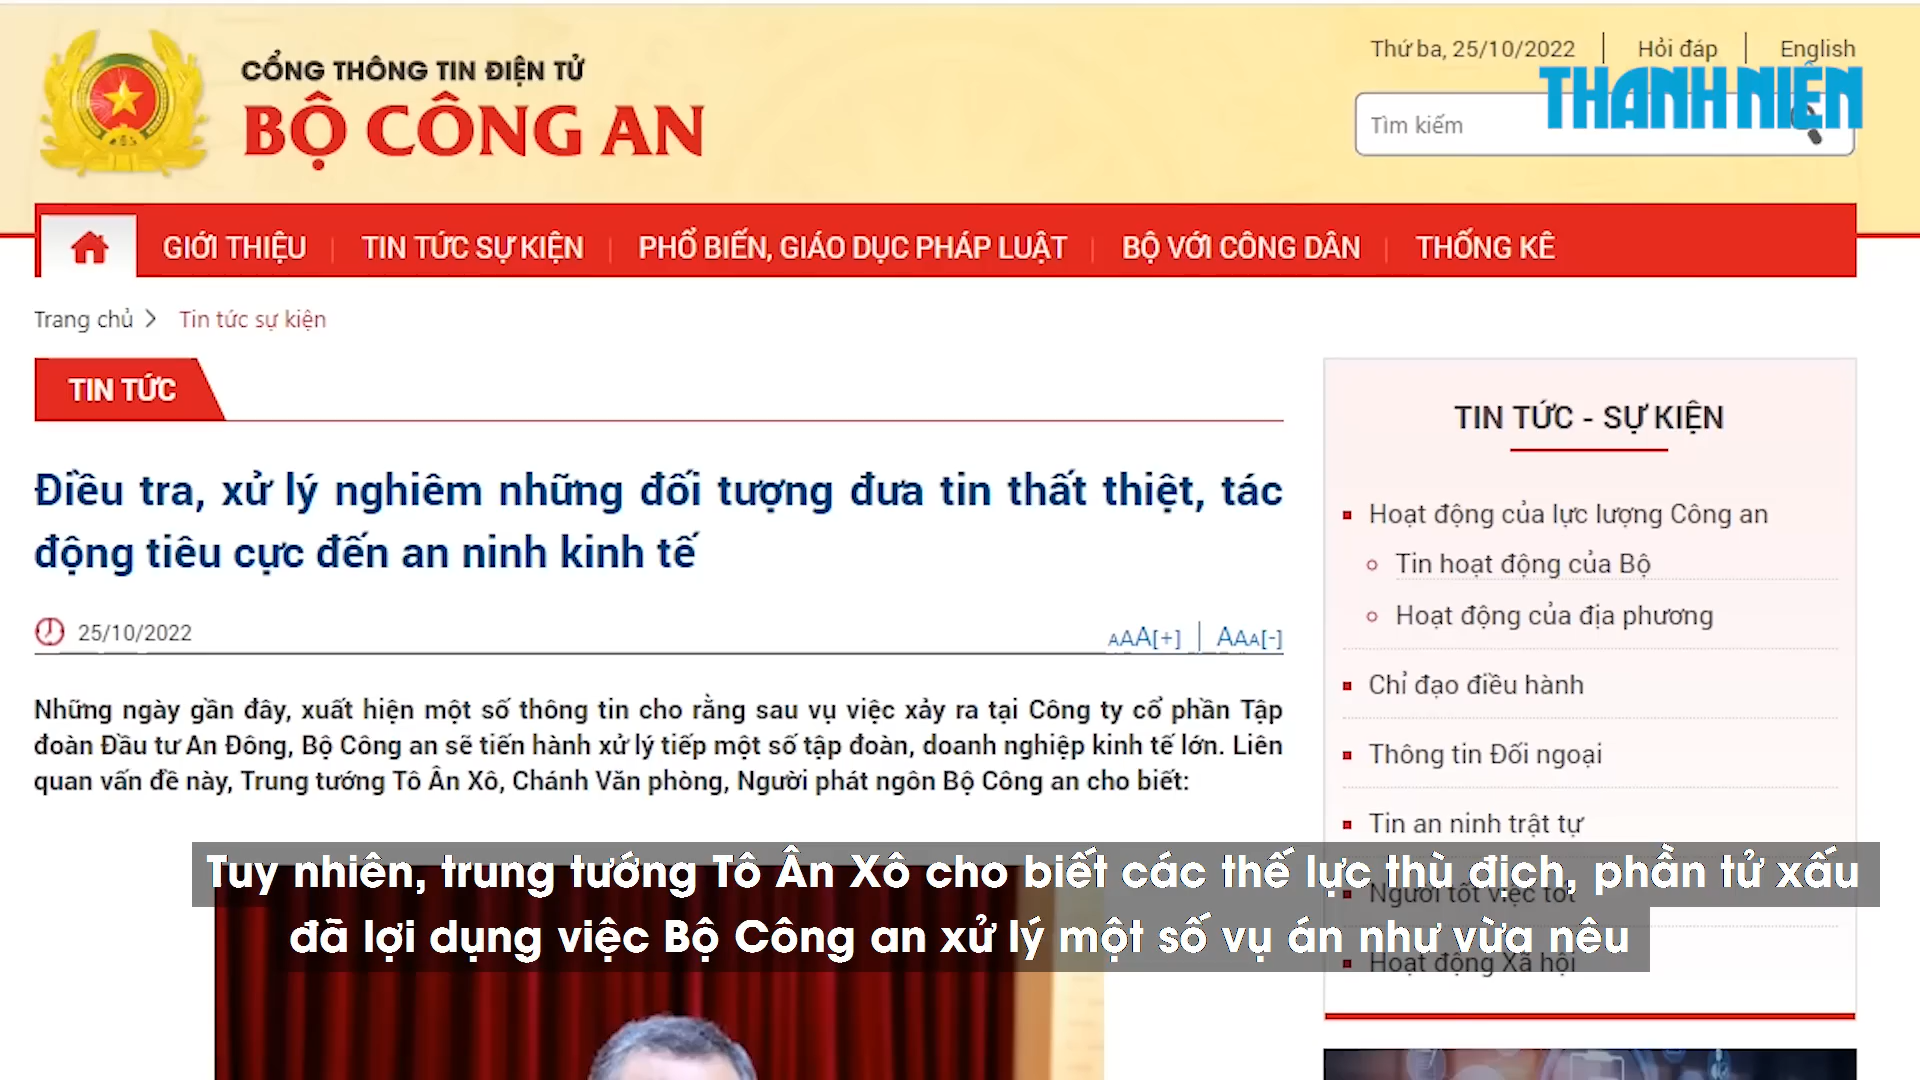 CỔNG THÔNG TIN ĐIỆN TỬ
BỘ CÔNG AN
Thứ ba, 25/10/2022
Hỏi đáp
English
THANH NIÊN
Tìm kiếm
GIỚI THIỆU
TIN TỨC SỰ KIỆN
PHỔ BIẾN, GIÁO DỤC PHÁP LUẬT
BỘ VỚI CÔNG DÂN
THỐNG KÊ
Trang chủ
Tin tức sự kiện
TIN TỨC
Điều tra, xử lý nghiêm những đối tượng đưa tin thất thiệt, tác
động tiêu cực đến an ninh kinh tế
25/10/2022
AAA[+]
AAA[-]
Những ngày gần đây, xuất hiện một số thông tin cho rằng sau vụ việc xảy ra tại Công ty cổ phần Tập
đoàn Đầu tư An Đông, Bộ Công an sẽ tiến hành xử lý tiếp một số tập đoàn, doanh nghiệp kinh tế lớn. Liên
quan vấn đề này, Trung tướng Tô Ân Xô, Chánh Văn phòng, Người phát ngôn Bộ Công an cho biết:
TIN TỨC - SỰ KIỆN
Hoạt động của lực lượng Công an
Tin hoạt động của Bộ
Hoạt động của địa phương
Chỉ đạo điều hành
Thông tin Đối ngoại
Tin an ninh trật tự
Người tốt việc tốt
Hoạt động Xã hội
Tuy nhiên, trung tướng Tô Ân Xô cho biết các thế lực thù địch, phần tử xấu
đã lợi dụng việc Bộ Công an xử lý một số vụ án như vừa nêu